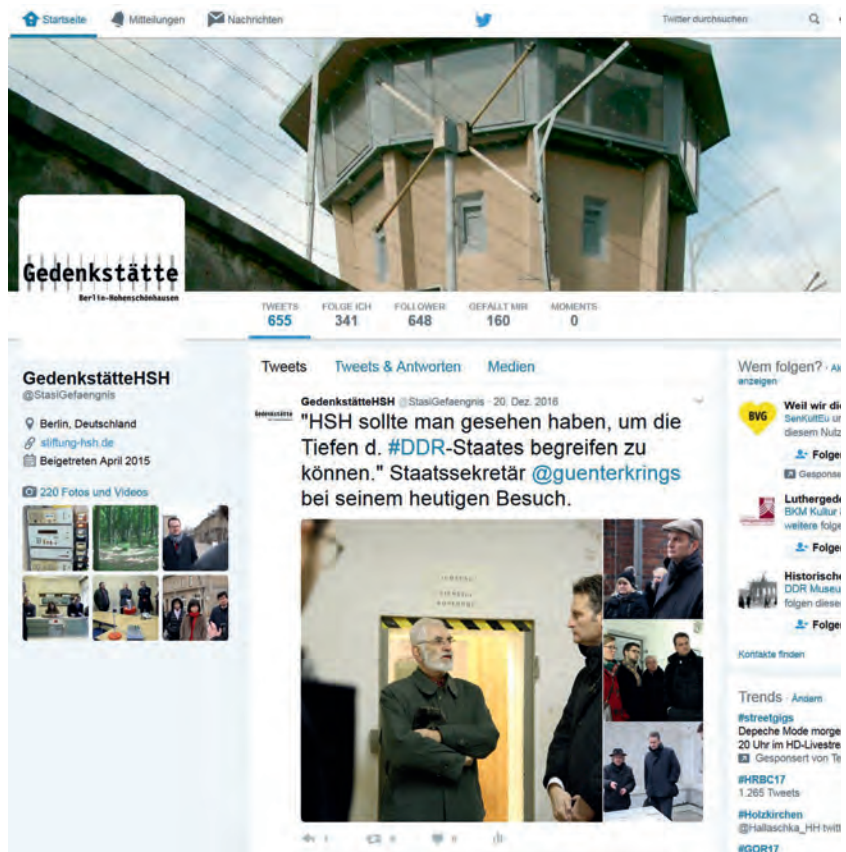 Startseite
Mitteilungen
Nachrichten
Twitter durchsuchen
Gedenkstätte
Berlin-Hohenschönhausen
TWEETS
655
FOLGE ICH
341
FOLLOWER
648
GEFÄLLT MIR
160
MOMENTS
0
GedenkstätteHSH
@StasiGefaengnis
Berlin, Deutschland
stiftung-hsh.de
Beigetreten April 2015
220 Fotos und Videos
Tweets Tweets & Antworten Medien
GedenkstätteHSH @StasiGefaengnis · 20. Dez. 2016
"HSH sollte man gesehen haben, um die
Tiefen d. #DDR-Staates begreifen zu
können." Staatssekretär @guenterkrings
bei seinem heutigen Besuch.
Wem folgen? ·
anzeigen
BVG
Weil wir die
SenKultEu
diesem Nutz
Folgen
Gesponse
Lutherged
BKM Kultur
weitere folge
Folgen
Historische
DDR Museu
folgen diese
Folgen
Kontakte finden
Trends · Ändern
#streetgigs
Depeche Mode morge
20 Uhr im HD-Livestre
Gesponsert von Te
#HRBC17
1.265 Tweets
#Holzkirchen
@Hallaschka_HH twitt
#GOR17